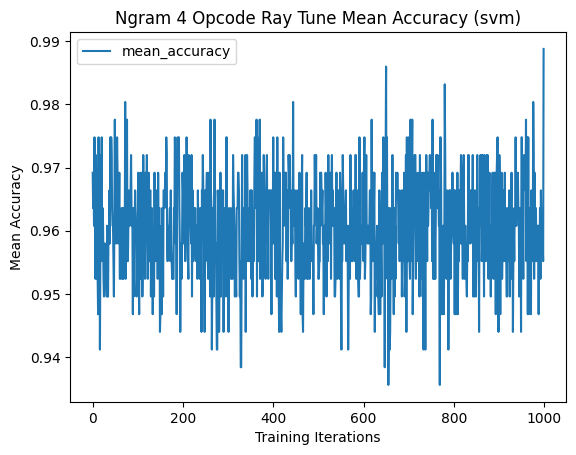 Ngram 4 Opcode Ray Tune Mean Accuracy (svm)
mean_accuracy
0.99
0.98
0.97
0.96
0.95
0.94
Mean Accuracy
0 200 400 600 800 1000
Training Iterations